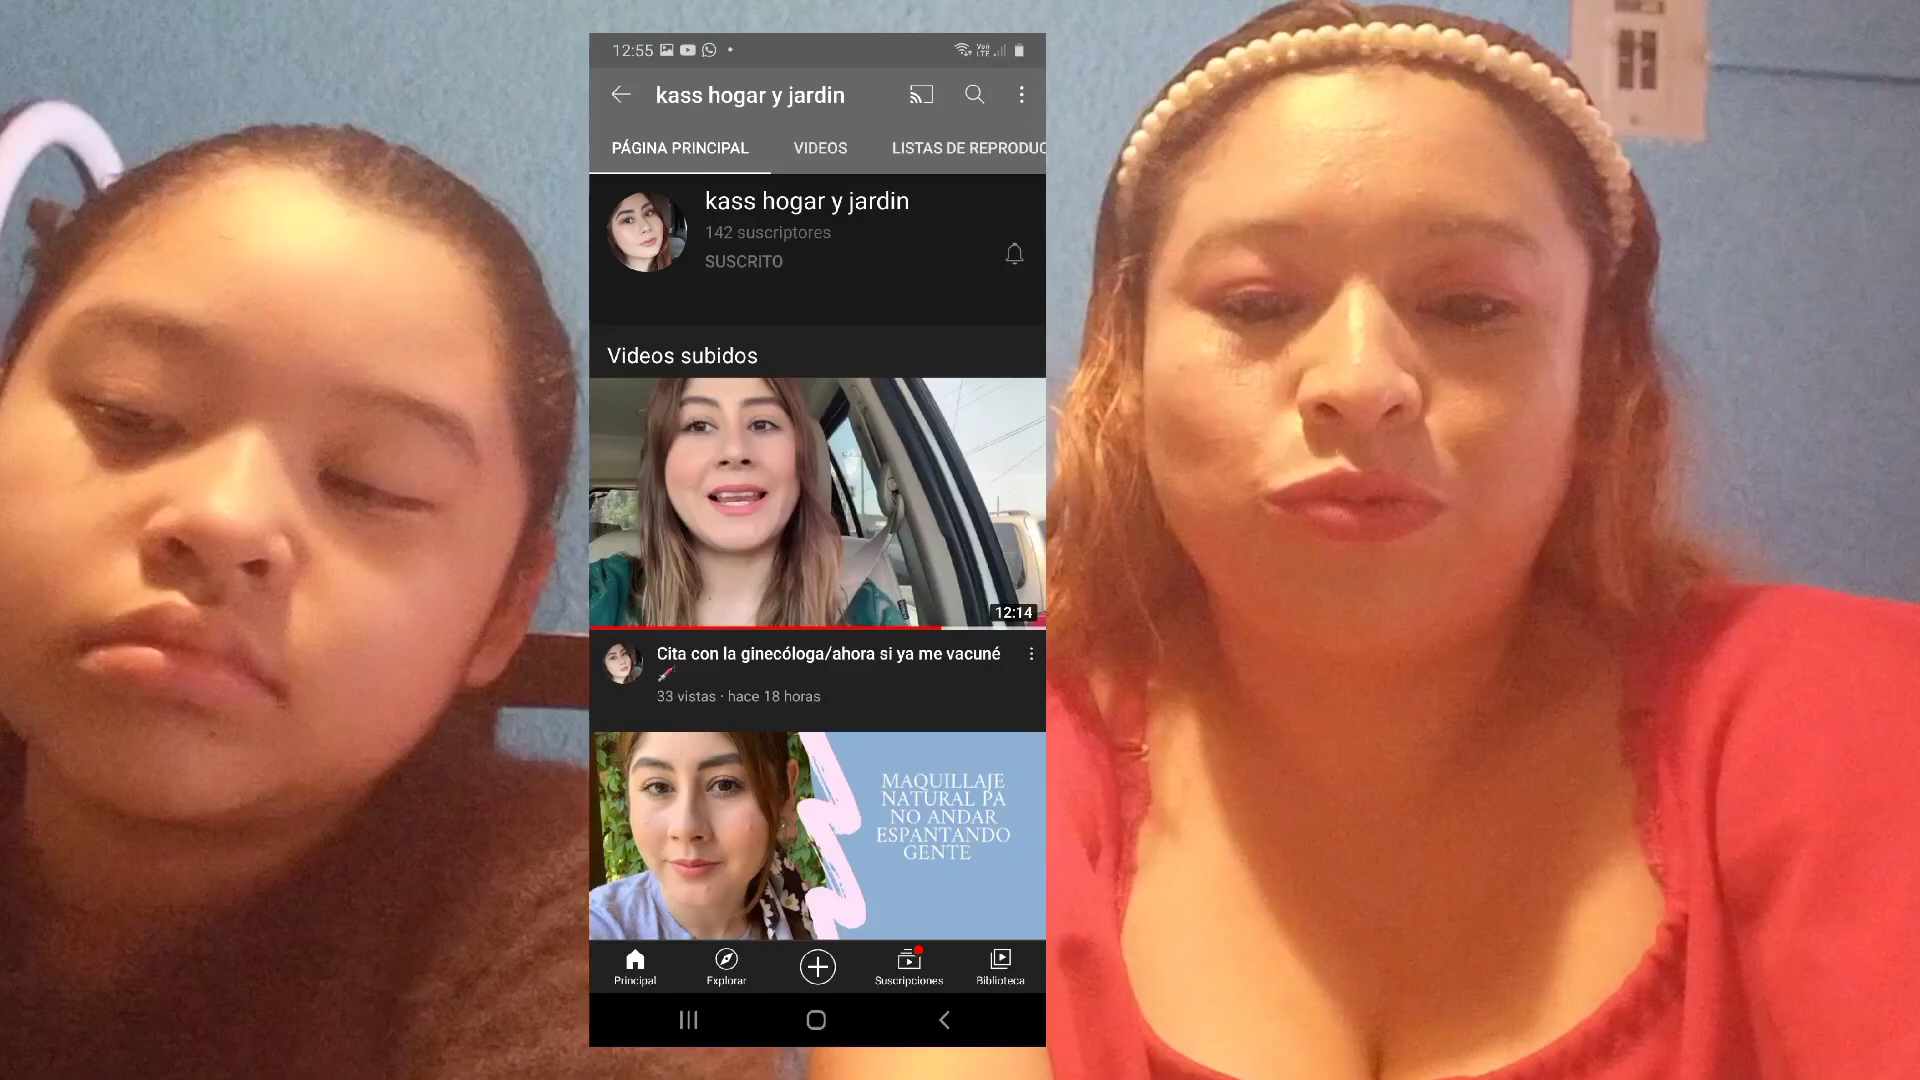 12:55
Voll LTE
kass hogar y jardin
PÁGINA PRINCIPAL
VIDEOS
LISTAS DE REPRODUC
kass hogar y jardin
142 suscriptores
SUSCRITO
Videos subidos
12:14
Cita con la ginecóloga/ahora si ya me vacuné
33 vistas · hace 18 horas
MAQUILLAJE
NATURAL PA
NO ANDAR
ESPANTANDO
GENTE
Principal
Explorar
Suscripciones
Biblioteca